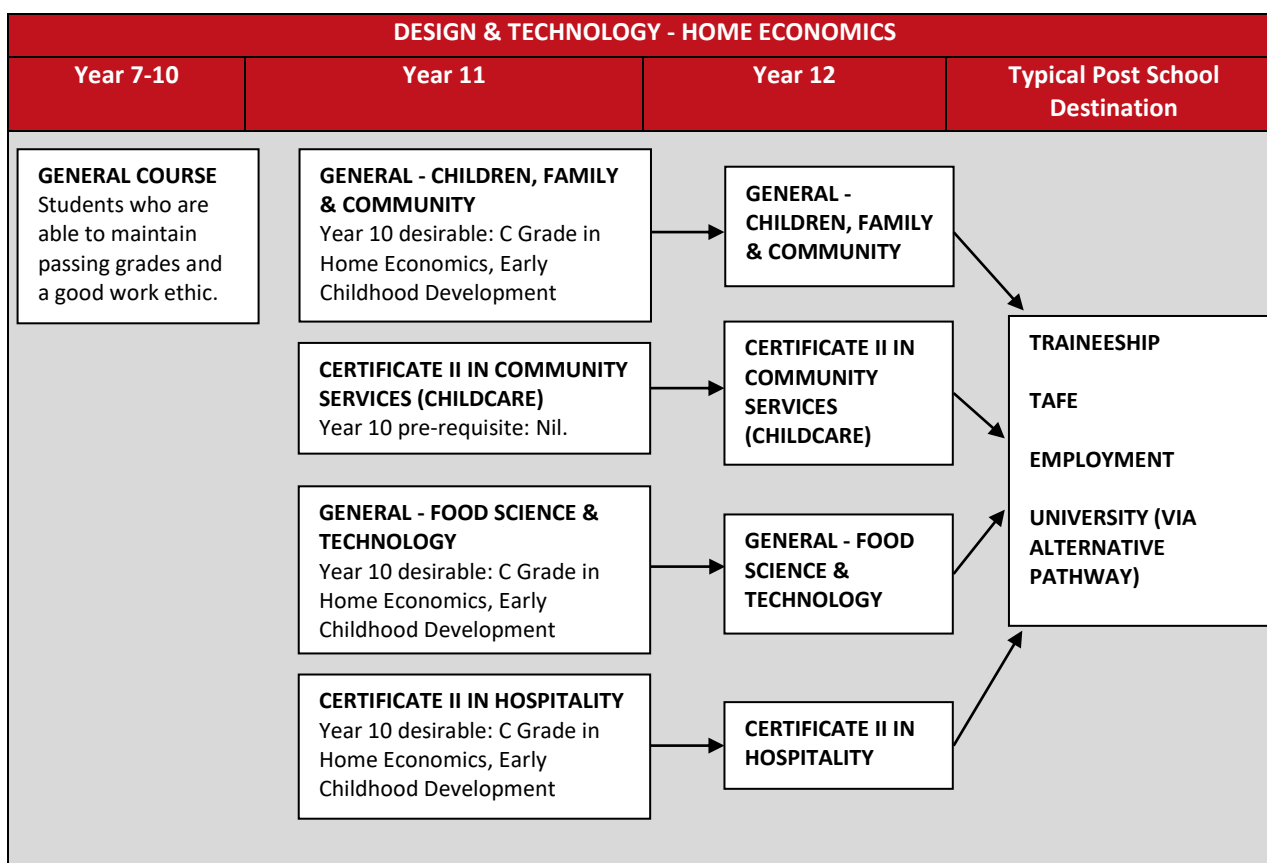 DESIGN & TECHNOLOGY - HOME ECONOMICS
Year 7-10
Year 11
Year 12
Typical Post School
Destination
GENERAL COURSE
Students who are
able to maintain
passing grades and
a good work ethic.
GENERAL - CHILDREN, FAMILY
& COMMUNITY
Year 10 desirable: C Grade in
Home Economics, Early
Childhood Development
CERTIFICATE II IN COMMUNITY
SERVICES (CHILDCARE)
Year 10 pre-requisite: Nil.
GENERAL - FOOD SCIENCE &
TECHNOLOGY
Year 10 desirable: C Grade in
Home Economics, Early
Childhood Development
CERTIFICATE II IN HOSPITALITY
Year 10 desirable: C Grade in
Home Economics, Early
Childhood Development
GENERAL -
CHILDREN, FAMILY
& COMMUNITY
CERTIFICATE II IN
COMMUNITY
SERVICES
(CHILDCARE)
GENERAL - FOOD
SCIENCE &
TECHNOLOGY
CERTIFICATE II IN
HOSPITALITY
TRAINEESHIP
TAFE
EMPLOYMENT
UNIVERSITY (VIA
ALTERNATIVE
PATHWAY)